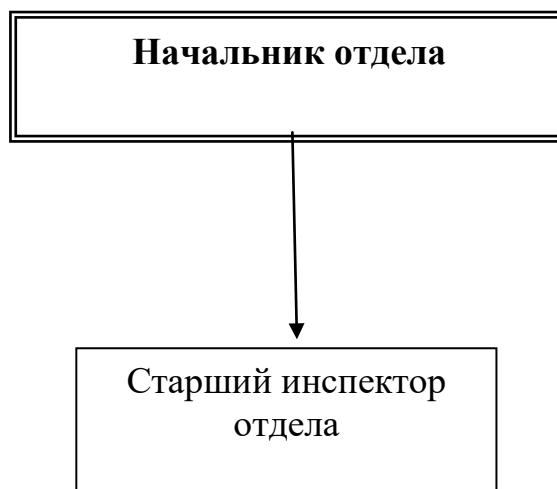 Начальник отдела
Старший инспектор
отдела